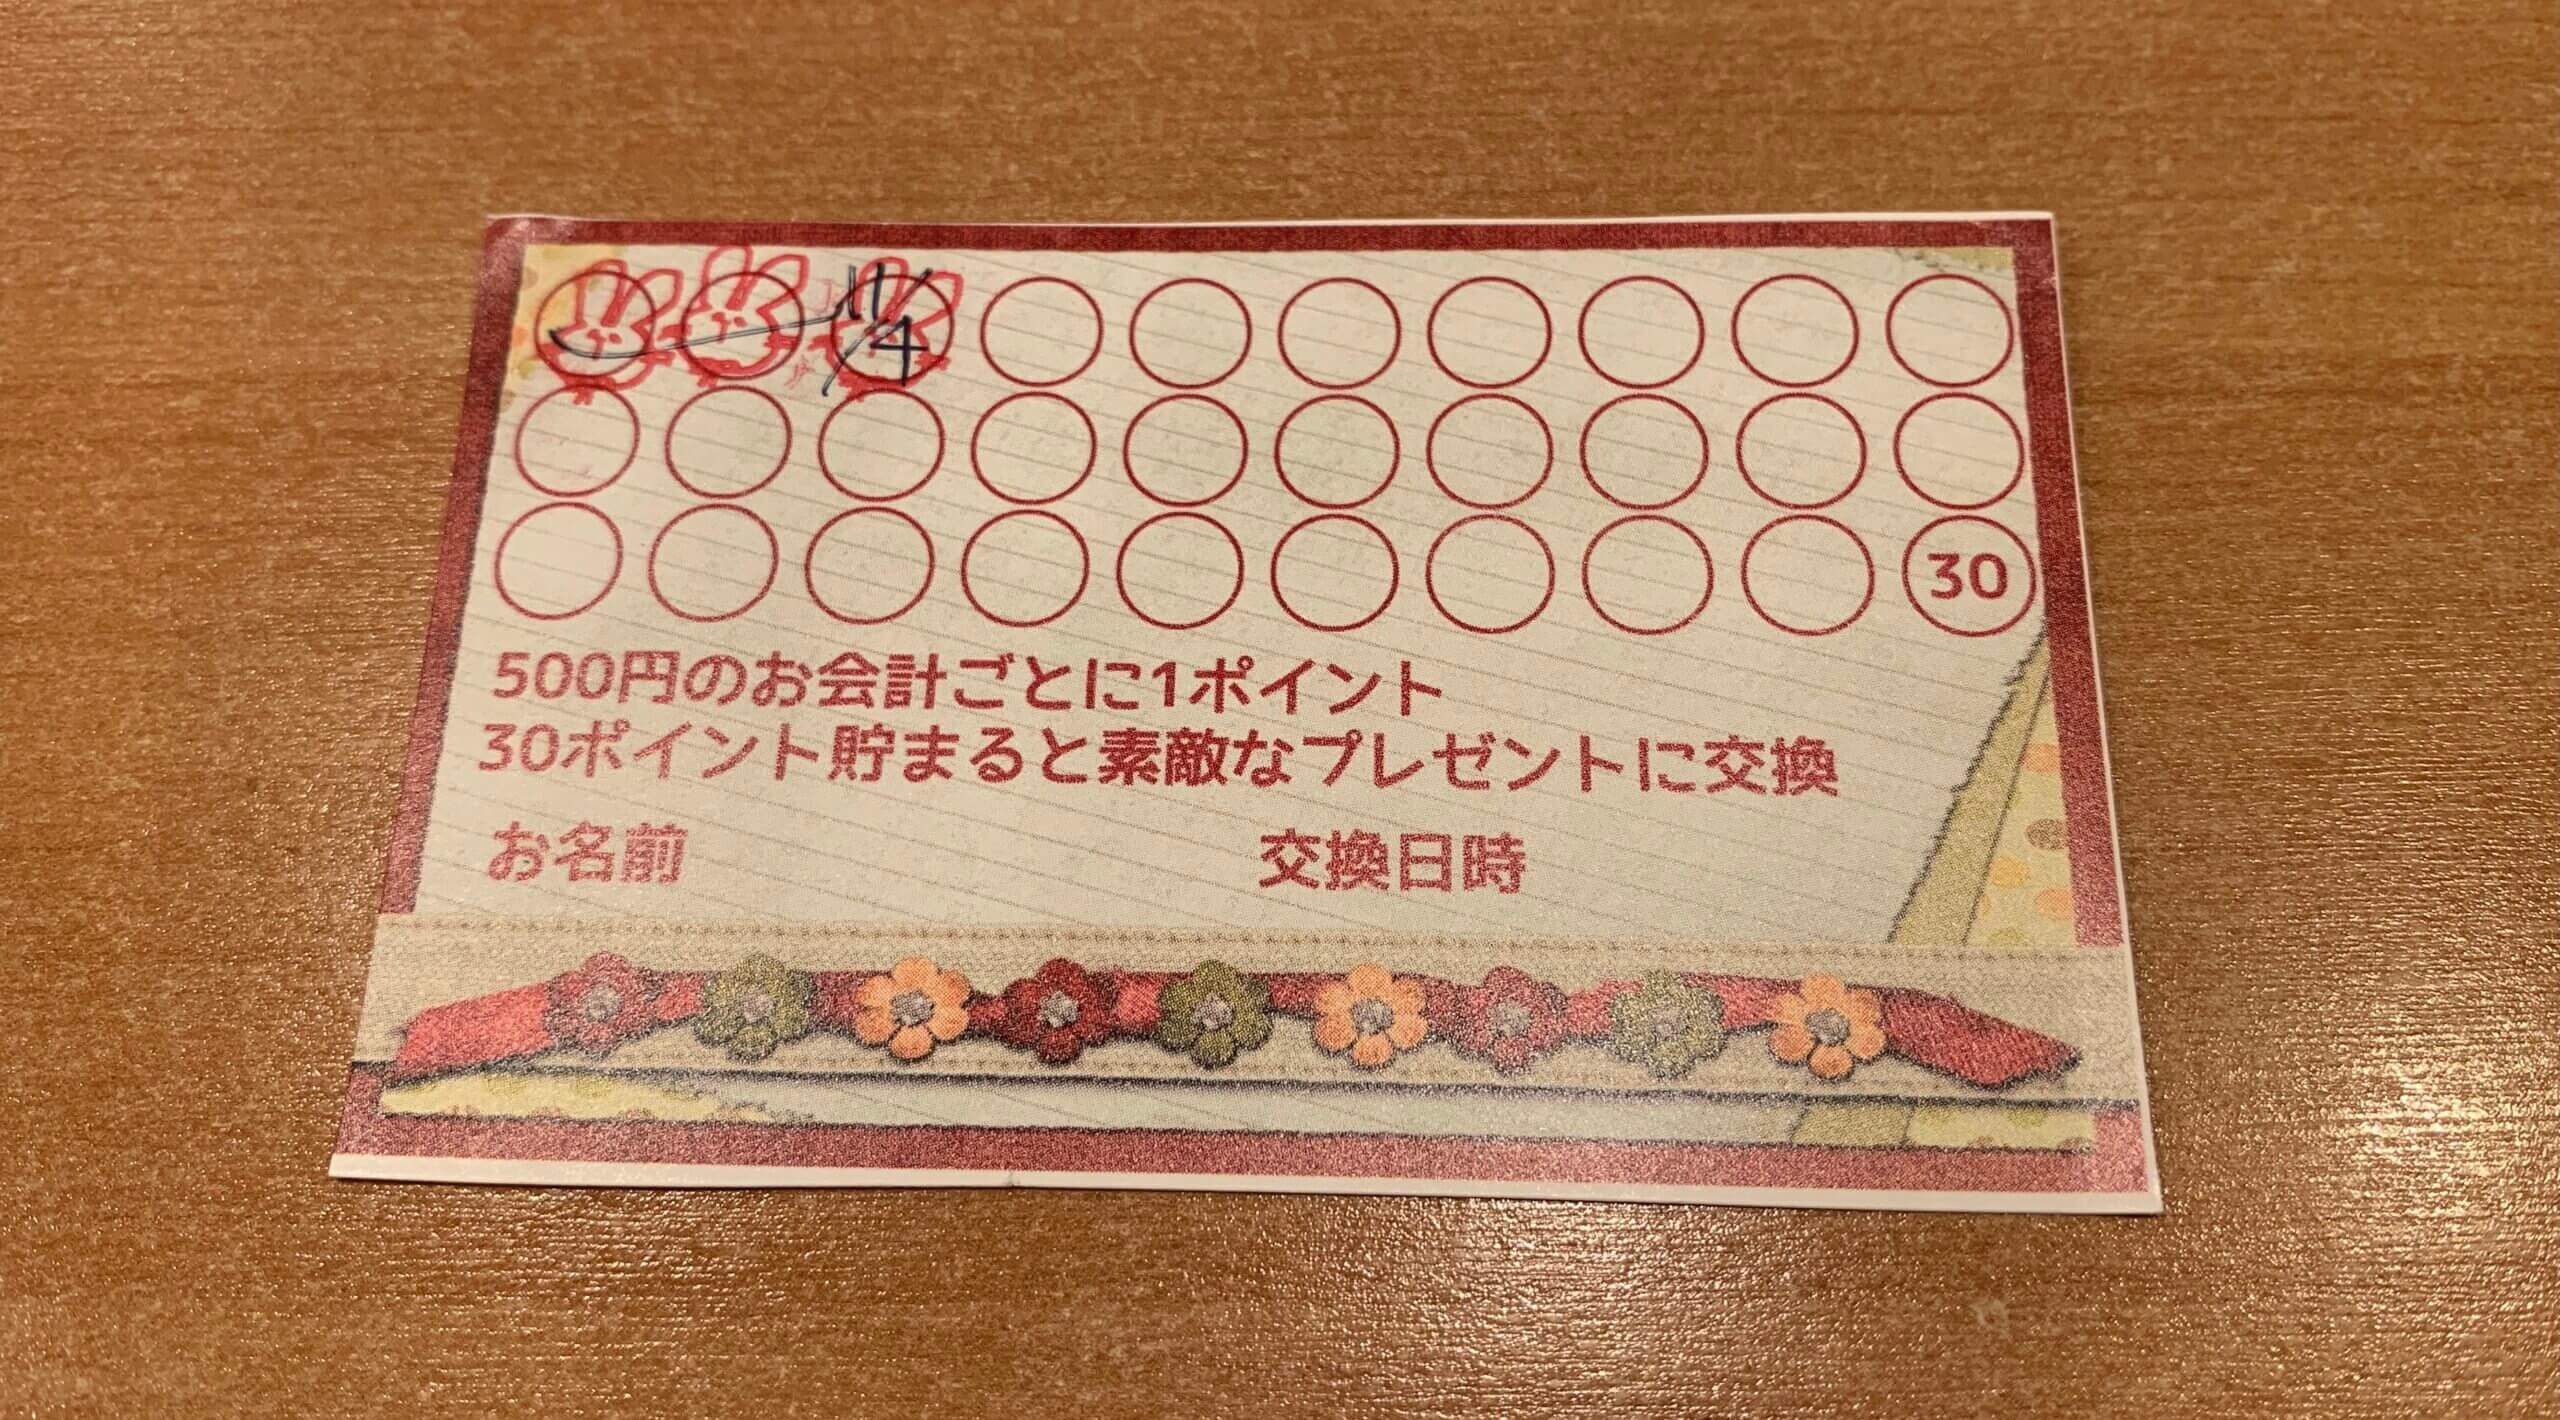 11/4
30
500円のお会計ごとに1ポイント
30ポイント貯まると素敵なプレゼントに交換
お名前 交換日時